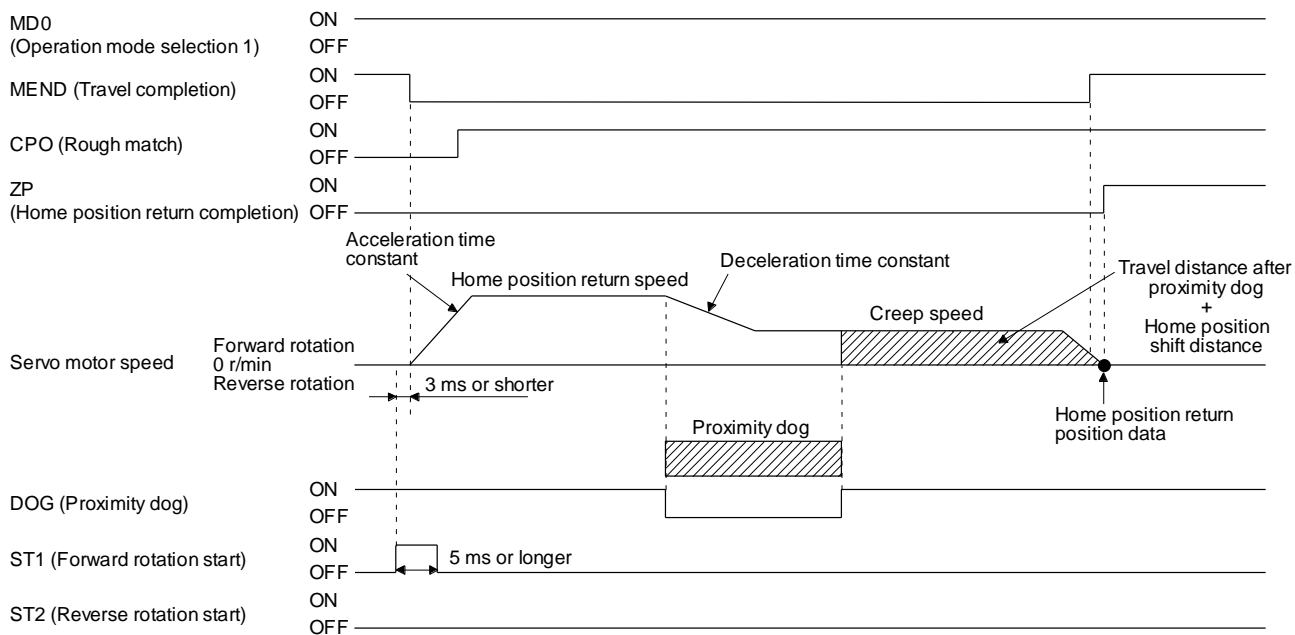 MD0
(Operation mode selection 1)
ON
OFF
MEND (Travel completion)
ON
OFF
CPO (Rough match)
ON
OFF
ZP
(Home position return completion)
ON
OFF
Acceleration time
constant
Home position return speed
Deceleration time constant
Creep speed
Travel distance after
proximity dog
+
Home position
shift distance
Servo motor speed
Forward rotation
0 r/min
Reverse rotation
3 ms or shorter
Home position return
position data
Proximity dog
DOG (Proximity dog)
ON
OFF
ST1 (Forward rotation start)
ON
OFF
5 ms or longer
ST2 (Reverse rotation start)
ON
OFF